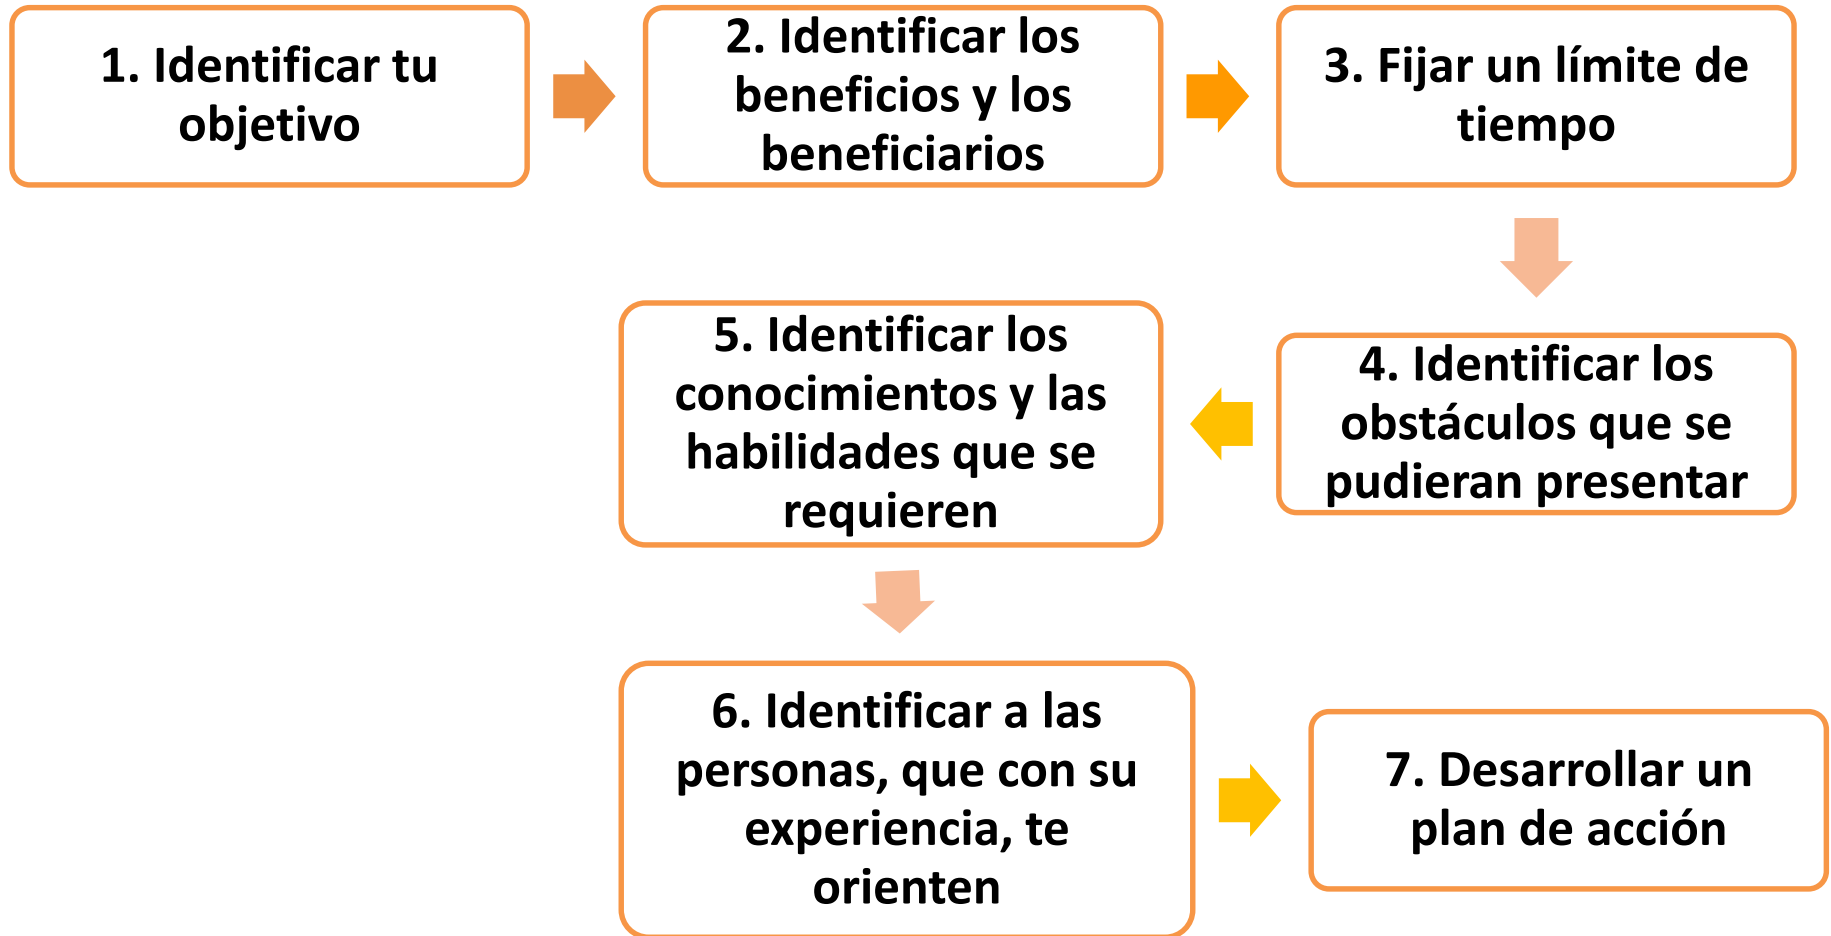 1. Identificar tu
objetivo
2. Identificar los
beneficios y los
beneficiarios
3. Fijar un límite de
tiempo
4. Identificar los
obstáculos que se
pudieran presentar
5. Identificar los
conocimientos y las
habilidades que se
requieren
6. Identificar a las
personas, que con su
experiencia, te
orienten
7. Desarrollar un
plan de acción